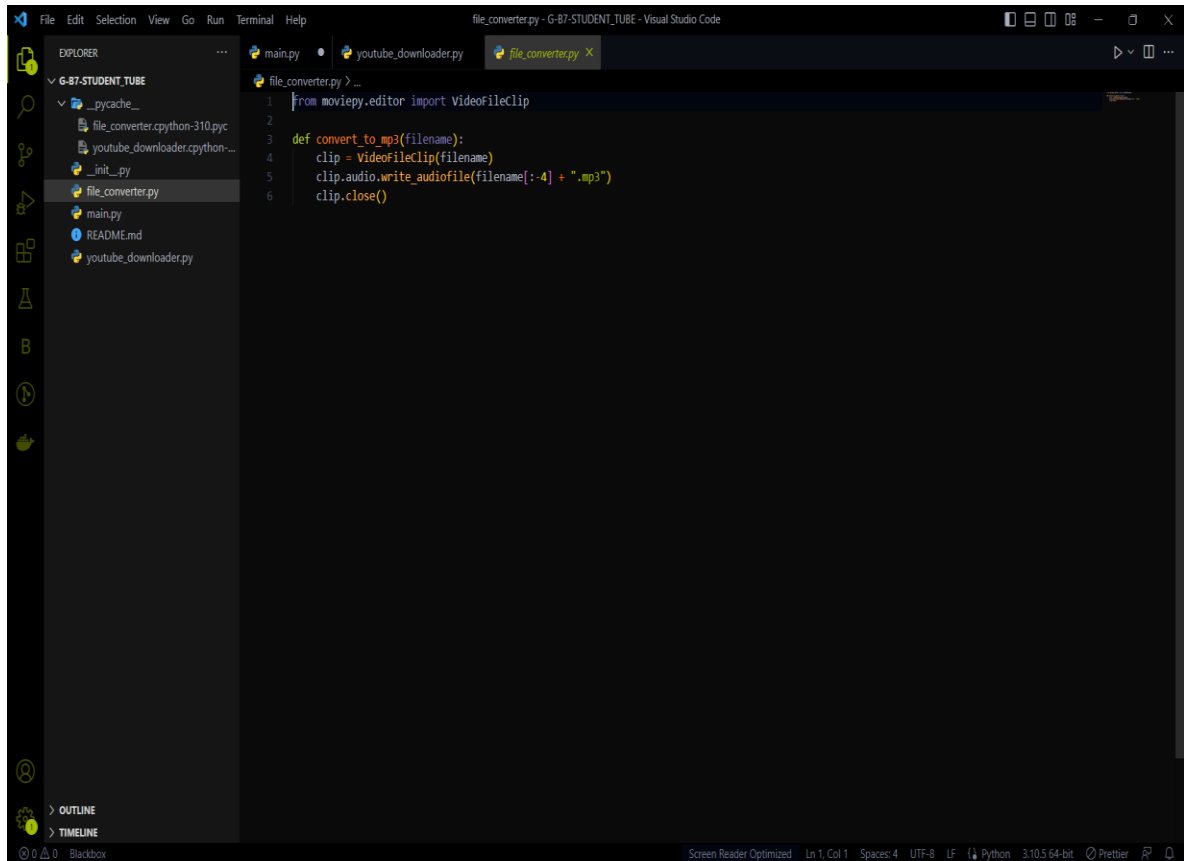 File Edit Selection View Go Run Terminal Help file_converter.py - G-B7-STUDENT_TUBE - Visual Studio Code
EXPLORER
main.py youtube_downloader.py file_converter.py
G-B7-STUDENT_TUBE
file_converter.py > ...
__pycache__
file_converter.cpython-310.pyc
youtube_downloader.cpython-...
__init__.py
file_converter.py
main.py
README.md
youtube_downloader.py
1 from moviepy.editor import VideoFileClip
2
3 def convert_to_mp3(filename):
4 clip = VideoFileClip(filename)
5 clip.audio.write_audiofile(filename[:-4] + ".mp3")
6 clip.close()
1
B
OUTLINE
1
TIMELINE
0 0 Blackbox Screen Reader Optimized Ln 1, Col 1 Spaces: 4 UTF-8 LF Python 3.10.5 64-bit Prettier